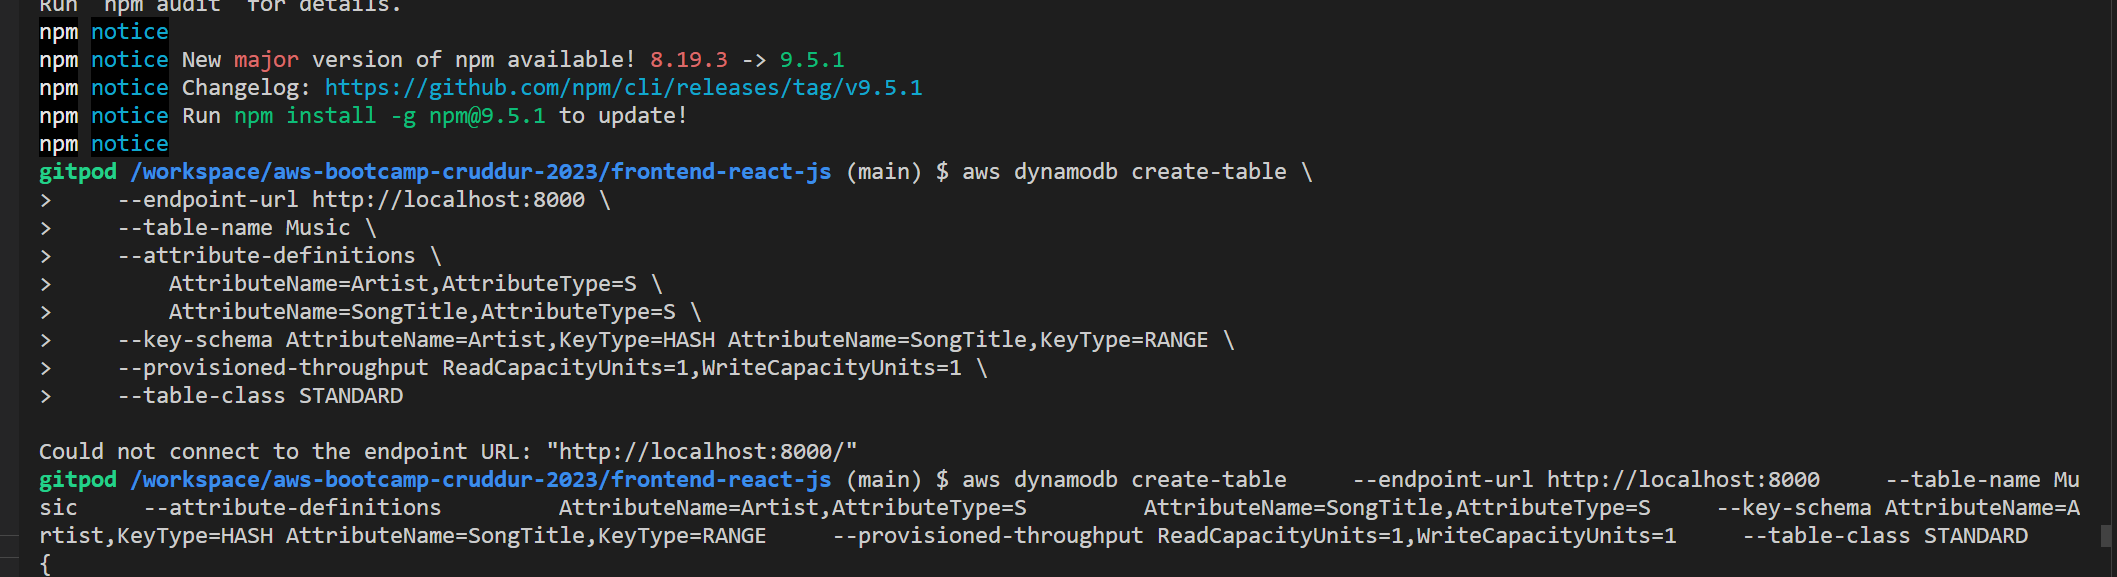 Run `npm audit` for details.
npm notice
npm notice New major version of npm available! 8.19.3 -> 9.5.1
npm notice Changelog: https://github.com/npm/cli/releases/tag/v9.5.1
npm notice Run npm install -g npm@9.5.1 to update!
npm notice
gitpod /workspace/aws-bootcamp-cruddur-2023/frontend-react-js (main) $ aws dynamodb create-table \
>     --endpoint-url http://localhost:8000 \
>     --table-name Music \
>     --attribute-definitions \
>         AttributeName=Artist,AttributeType=S \
>         AttributeName=SongTitle,AttributeType=S \
>     --key-schema AttributeName=Artist,KeyType=HASH AttributeName=SongTitle,KeyType=RANGE \
>     --provisioned-throughput ReadCapacityUnits=1,WriteCapacityUnits=1 \
>     --table-class STANDARD
Could not connect to the endpoint URL: "http://localhost:8000/"
gitpod /workspace/aws-bootcamp-cruddur-2023/frontend-react-js (main) $ aws dynamodb create-table     --endpoint-url http://localhost:8000     --table-name Mu
sic     --attribute-definitions         AttributeName=Artist,AttributeType=S         AttributeName=SongTitle,AttributeType=S     --key-schema AttributeName=A
rtist,KeyType=HASH AttributeName=SongTitle,KeyType=RANGE     --provisioned-throughput ReadCapacityUnits=1,WriteCapacityUnits=1     --table-class STANDARD
{